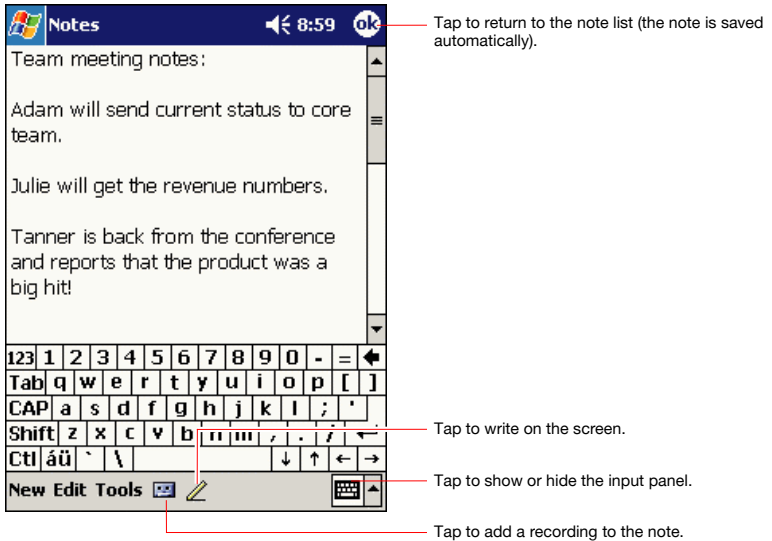 Notes 8:59 ok
Tap to return to the note list (the note is saved
automatically).
Team meeting notes:
Adam will send current status to core
team.
Julie will get the revenue numbers.
Tanner is back from the conference
and reports that the product was a
big hit!
123 1 2 3 4 5 6 7 8 9 0 - =
Tab q w e r t y u i o p [ ]
CAP a s d f g h j k l ; '
Shift z x c v b n m , . /
Ctl áü ` \
Tap to write on the screen.
Tap to show or hide the input panel.
New Edit Tools
Tap to add a recording to the note.